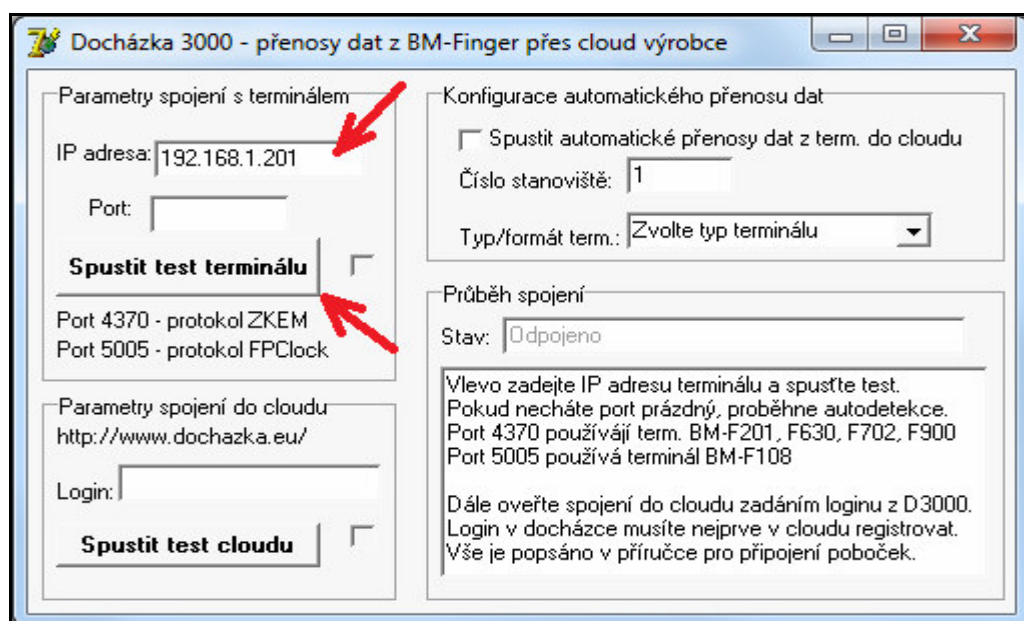 Docházka 3000 - přenosy dat z BM-Finger přes cloud výrobce
Parametry spojení s terminálem
IP adresa: 192.168.1.201
Port:
Spustit test terminálu
Port 4370 - protokol ZKEM
Port 5005 - protokol FPClock
Parametry spojení do cloudu
http://www.dochazka.eu/
Login:
Spustit test cloudu
Konfigurace automatického přenosu dat
Spustit automatické přenosy dat z term. do cloudu
Číslo stanoviště: 1
Typ/formát term.: Zvolte typ terminálu
Průběh spojení
Stav: Odpojeno
Vlevo zadejte IP adresu terminálu a spusťte test.
Pokud necháte port prázdný, proběhne autodetekce.
Port 4370 používájí term. BM-F201, F630, F702, F900
Port 5005 používá terminál BM-F108
Dále oveřte spojení do cloudu zadáním loginu z D3000.
Login v docházce musíte nejprve v cloudu registrovat.
Vše je popsáno v příručce pro připojení poboček.